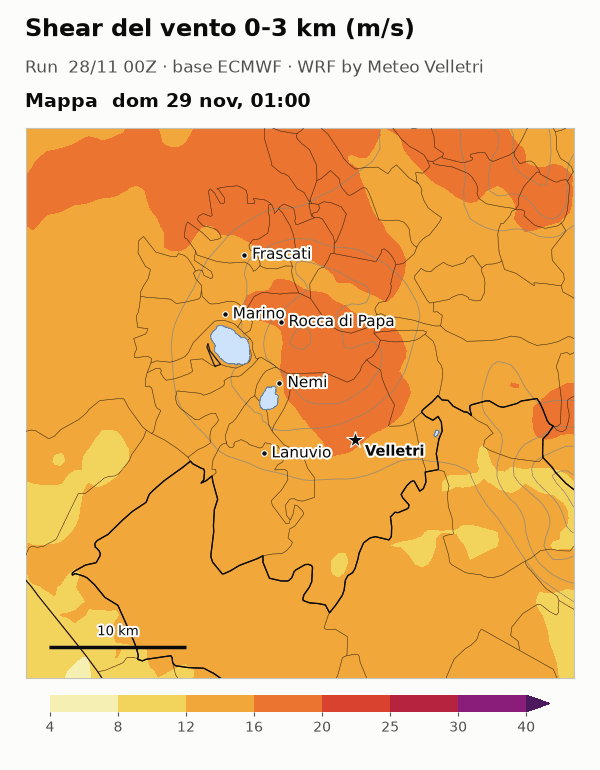 Shear del vento 0-3 km (m/s)
Run  28/11 00Z · base ECMWF · WRF by Meteo Velletri
Mappa  dom 29 nov, 01:00
Frascati
Marino
Rocca di Papa
Nemi
Velletri
Lanuvio
10 km
4 8 12 16 20 25 30 40